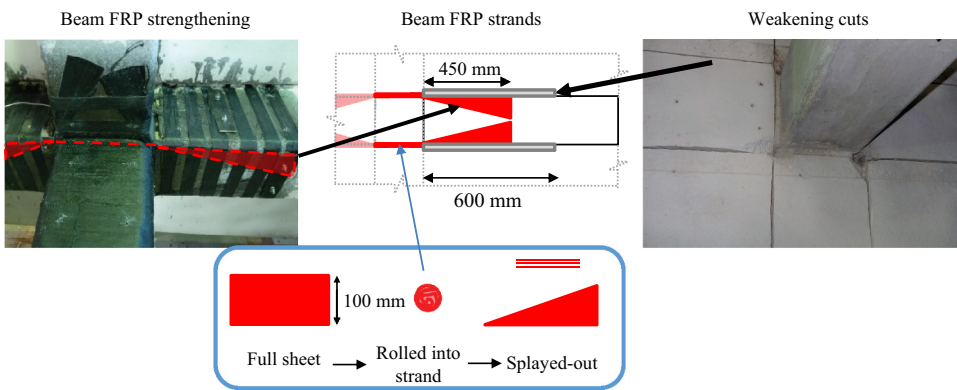 Beam FRP strengthening
Beam FRP strands
Weakening cuts
450 mm
600 mm
100 mm
Full sheet
Rolled into
strand
Splayed-out